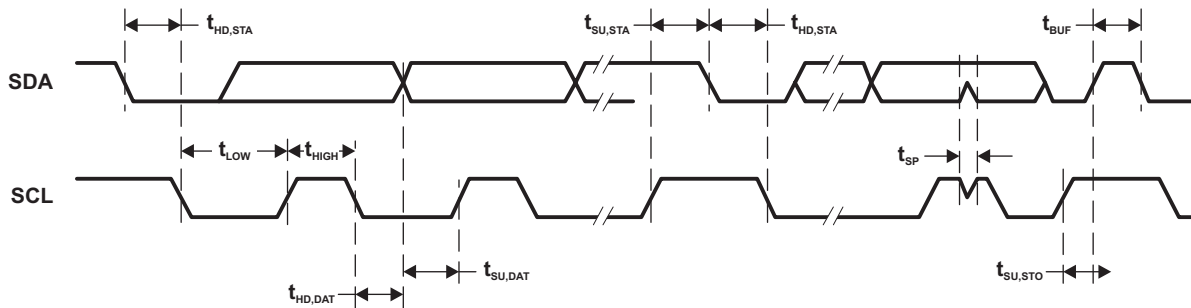 tHD,STA
tSU,STA
tHD,STA
tBUF
SDA
tLOW
tHIGH
tSP
SCL
tSU,DAT
tSU,STO
tHD,DAT